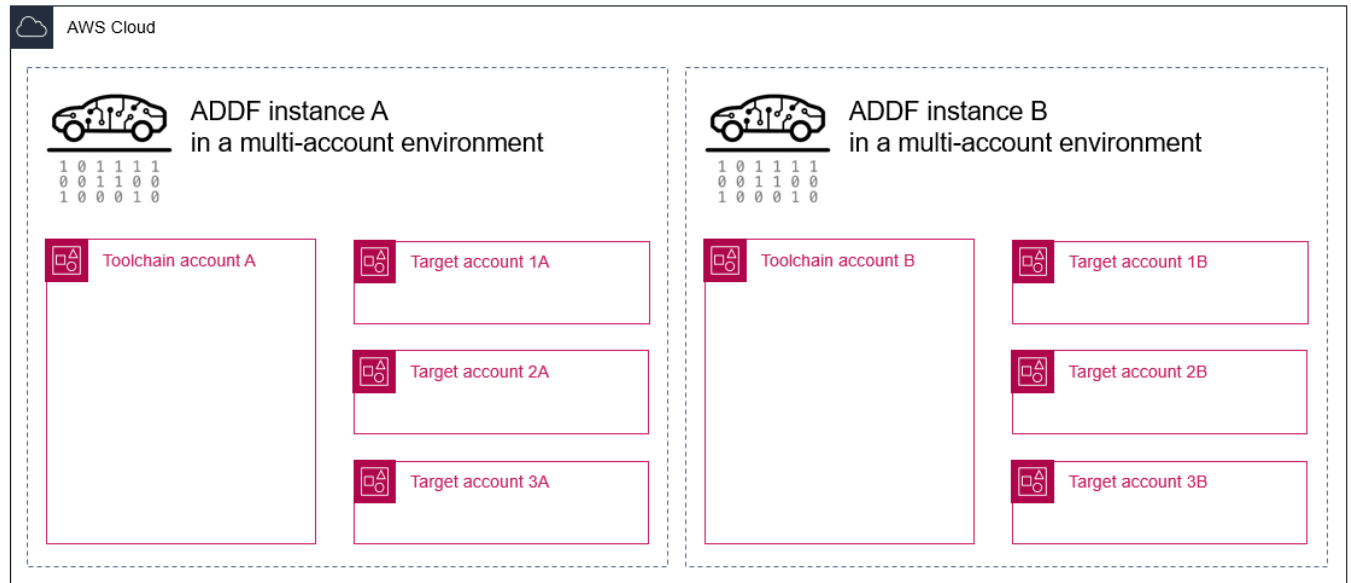 AWS Cloud
ADDF instance A
in a multi-account environment
1 0 1 1 1 1
0 0 1 1 0 0
1 0 0 0 1 0
Toolchain account A
Target account 1A
Target account 2A
Target account 3A
ADDF instance B
in a multi-account environment
1 0 1 1 1 1
0 0 1 1 0 0
1 0 0 0 1 0
Toolchain account B
Target account 1B
Target account 2B
Target account 3B